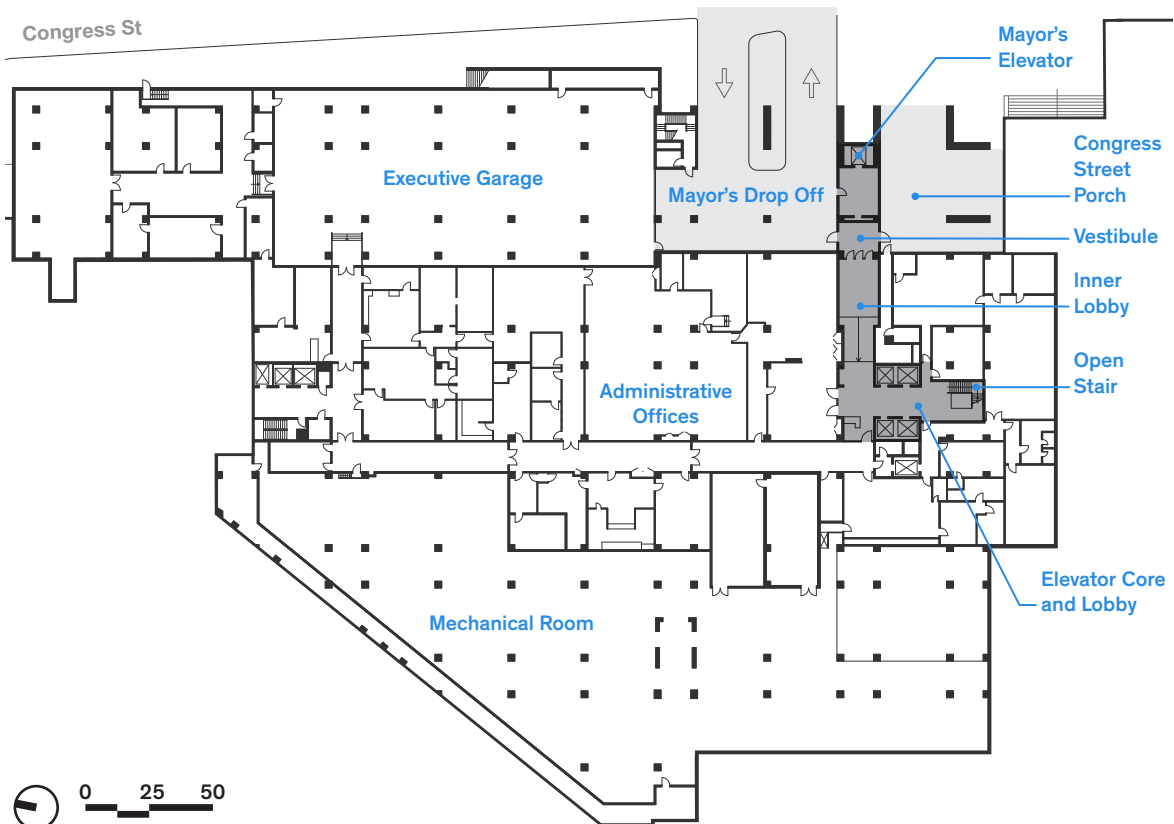 Congress St
Mayor's
Elevator
Executive Garage
Mayor's Drop Off
Congress
Street
Porch
Vestibule
Inner
Lobby
Open
Stair
Administrative
Offices
Elevator Core
and Lobby
Mechanical Room
0 25 50